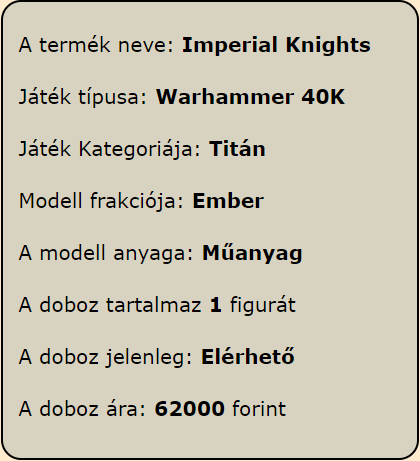 A termék neve: Imperial Knights
Játék típusa: Warhammer 40K
Játék Kategoriája: Titán
Modell frakciója: Ember
A modell anyaga: Műanyag
A doboz tartalmaz 1 figurát
A doboz jelenleg: Elérhető
A doboz ára: 62000 forint